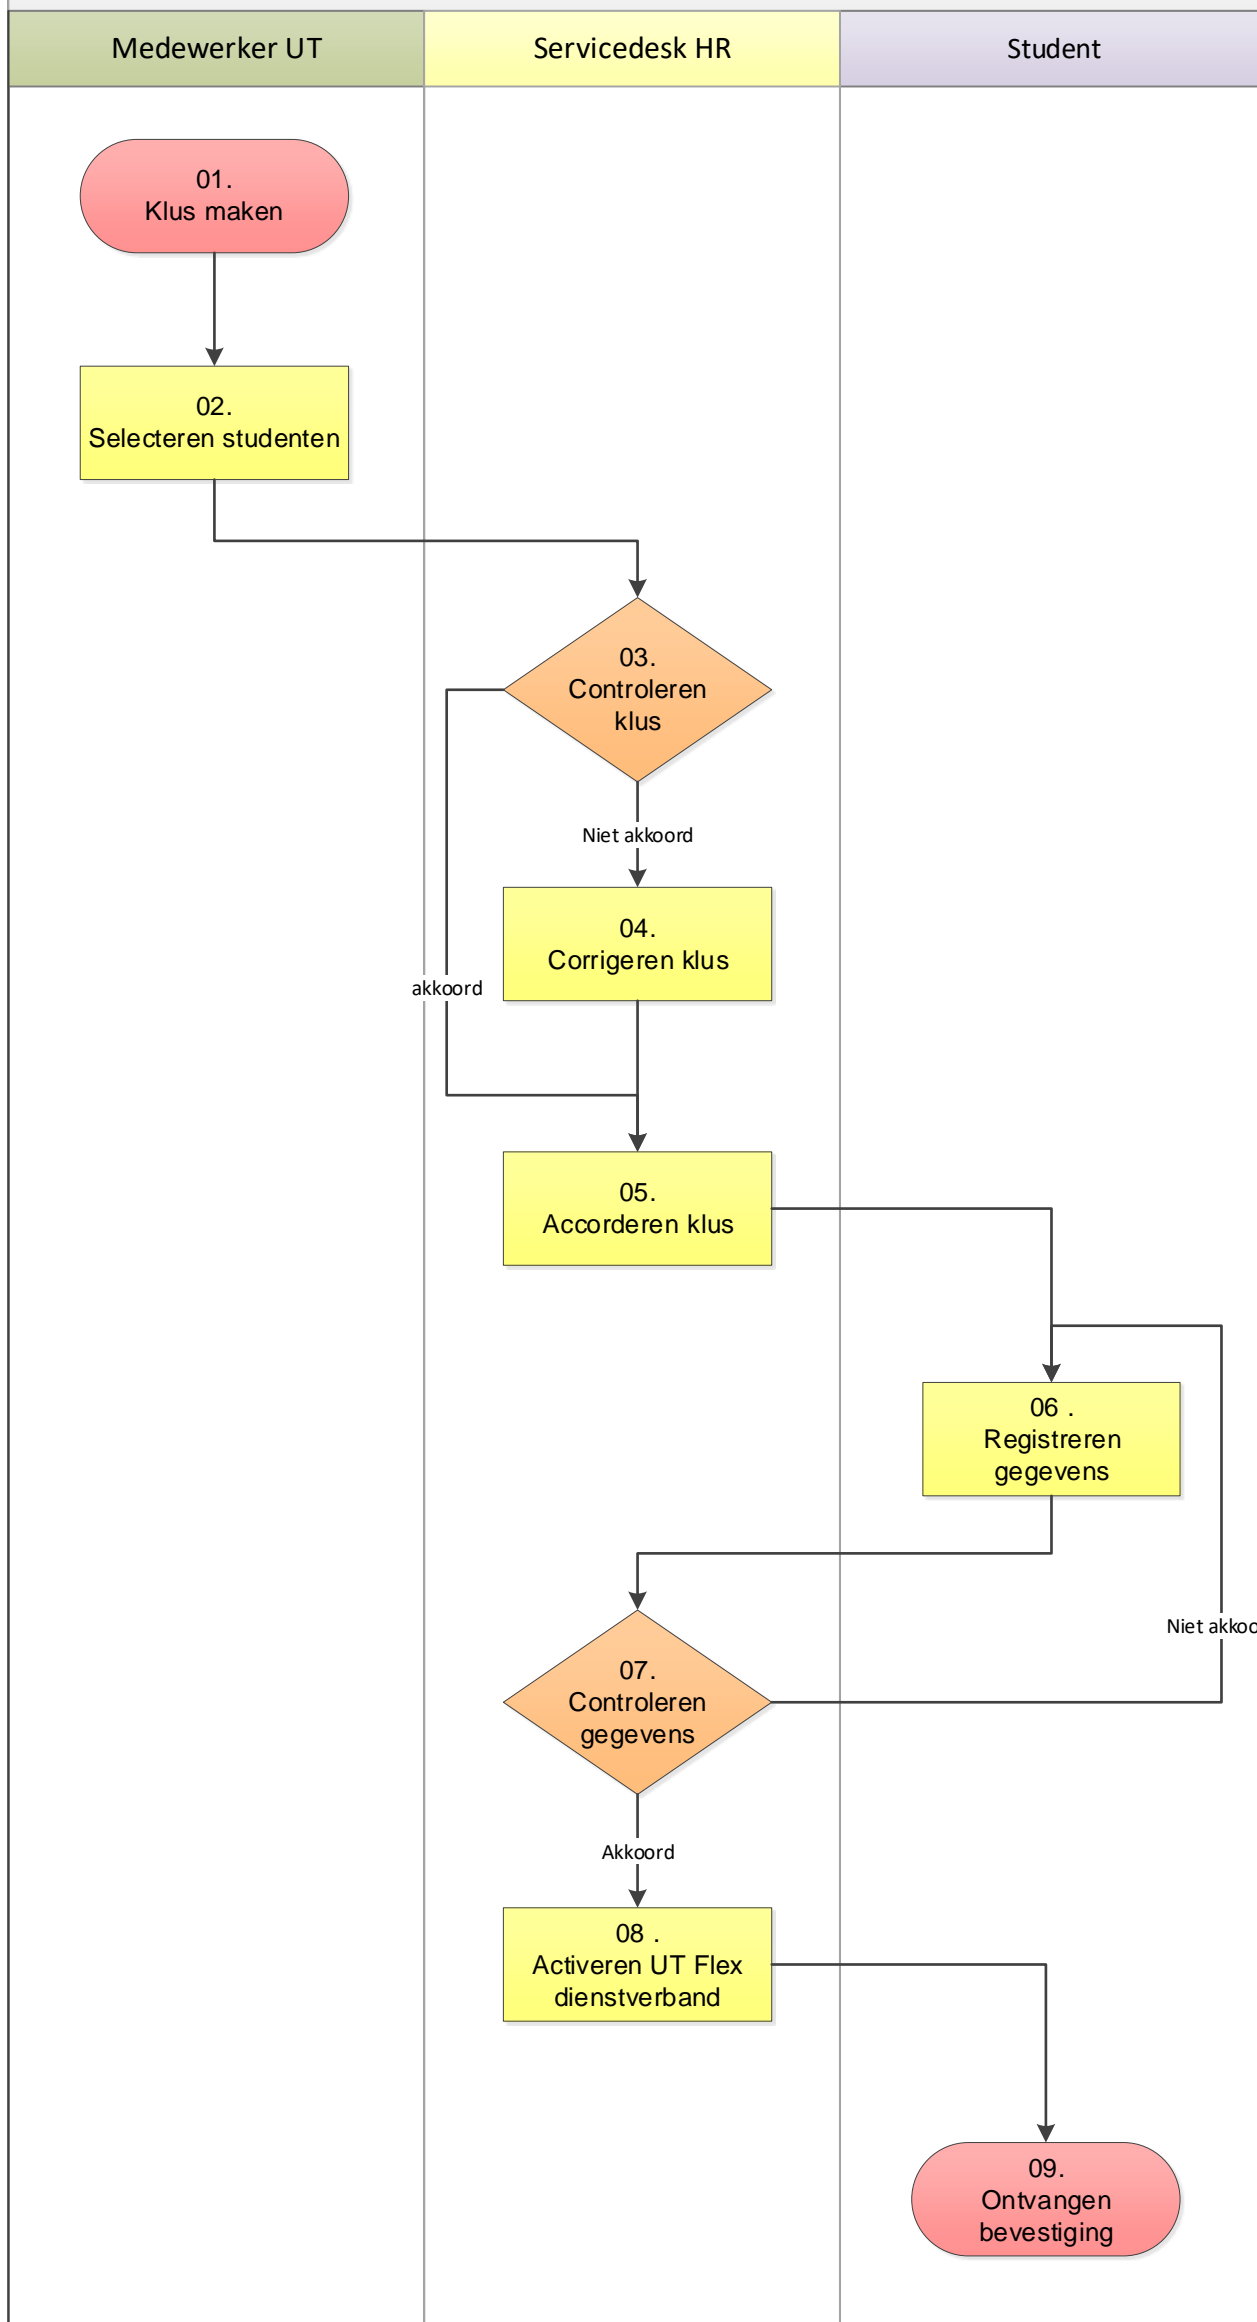 Medewerker UT
Servicedesk HR
Student
01.
Klus maken
02.
Selecteren studenten
03.
Controleren
klus
Niet akkoord
04.
Corrigeren klus
akkoord
05.
Accorderen klus
06 .
Registreren
gegevens
Niet akkoo
07.
Controleren
gegevens
Akkoord
08 .
Activeren UT Flex
dienstverband
09.
Ontvangen
bevestiging